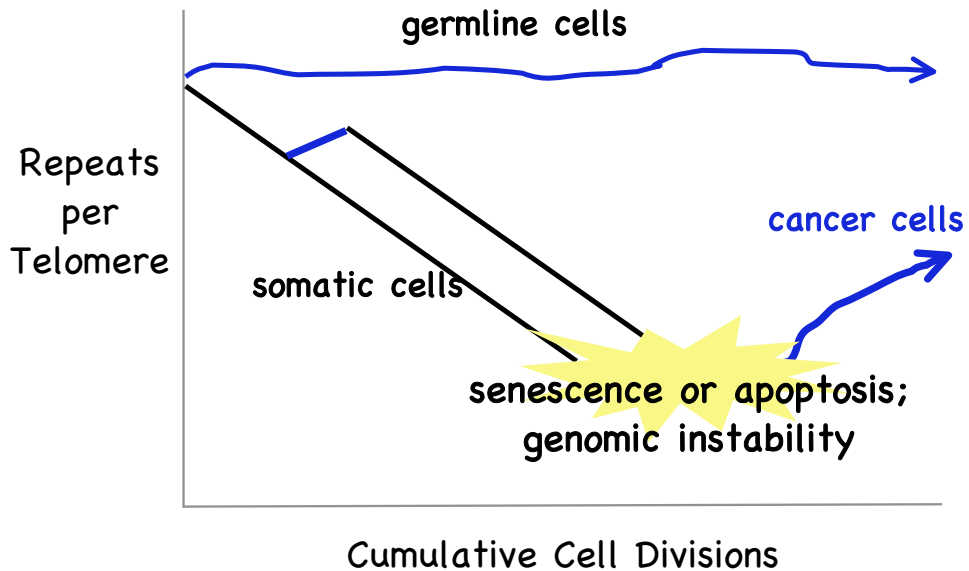 germline cells
Repeats
per
Telomere
cancer cells
somatic cells
senescence or apoptosis;
genomic instability
Cumulative Cell Divisions